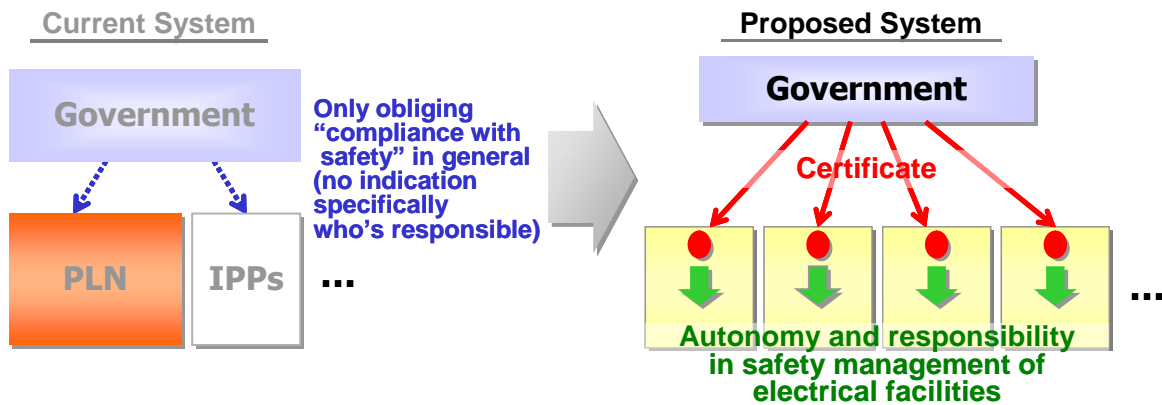 Current System
Government
Only obliging
“compliance with
safety” in general
(no indication
specifically
who’s responsible)
PLN
IPPs
...
Proposed System
Government
Certificate
...
Autonomy and responsibility
in safety management of
electrical facilities